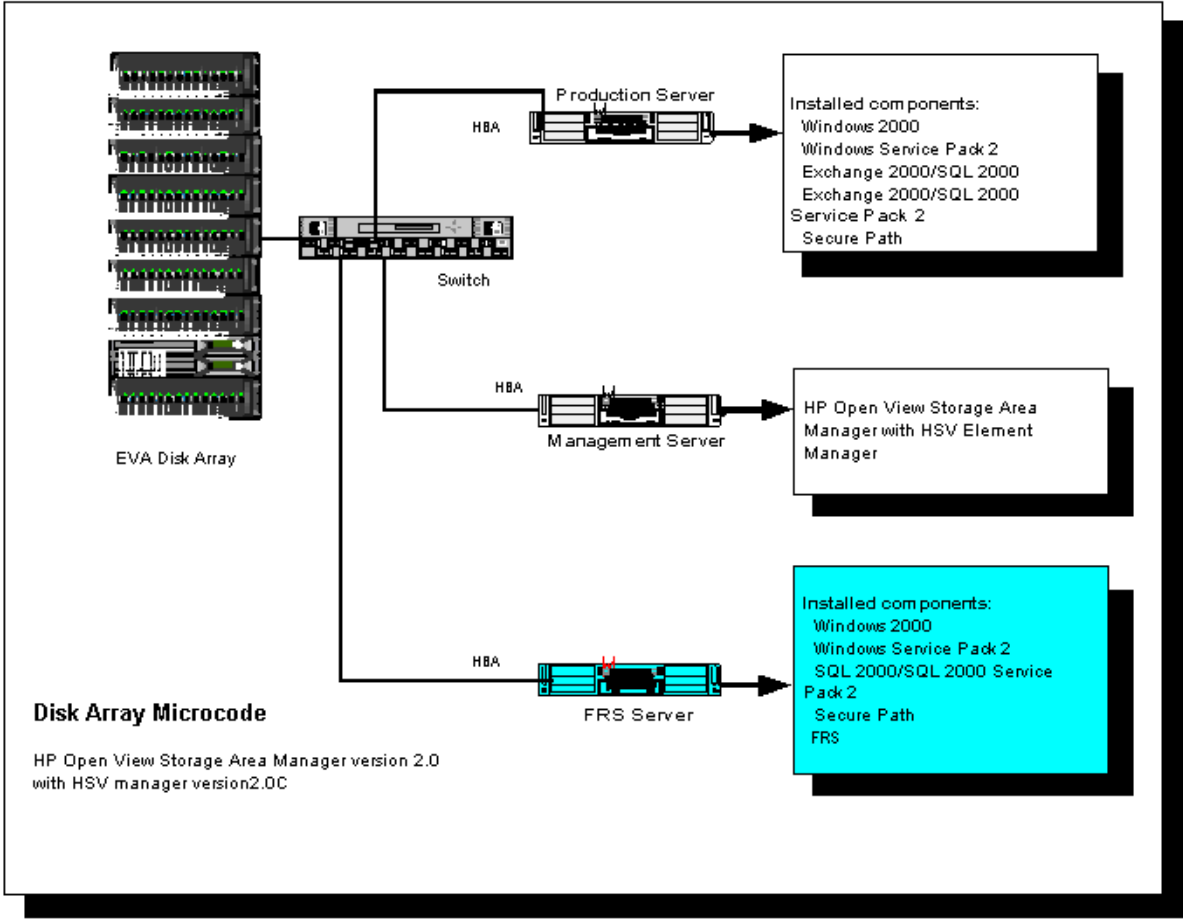 Production Server
HBA
Installed components:
Windows 2000
Windows Service Pack 2
Exchange 2000/SQL 2000
Exchange 2000/SQL 2000
Service Pack 2
Secure Path
Switch
EVA Disk Array
HBA
Management Server
HP Open View Storage Area
Manager with HSV Element
Manager
HBA
FRS Server
Installed components:
Windows 2000
Windows Service Pack 2
SQL 2000/SQL 2000 Service
Pack 2
Secure Path
FRS
Disk Array Microcode
HP Open View Storage Area Manager version 2.0
with HSV manager version2.0C